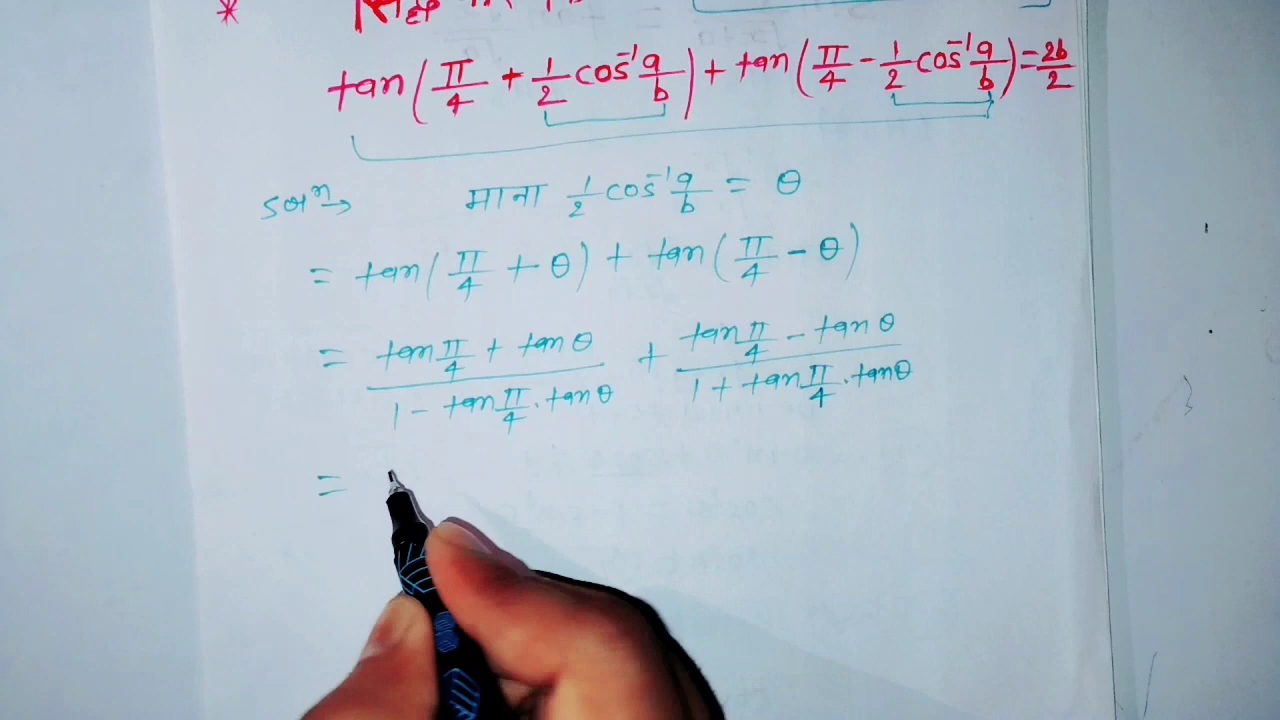 * सिद्ध
tan(π/4 + 1/2 cos⁻¹ a/b) + tan(π/4 - 1/2 cos⁻¹ a/b) = 2b/2
solⁿ→ माना 1/2 cos⁻¹ a/b = θ
= tan(π/4 + θ) + tan(π/4 - θ)
= (tan π/4 + tan θ)/(1 - tan π/4 . tan θ) + (tan π/4 - tan θ)/(1 + tan π/4 . tan θ)
=